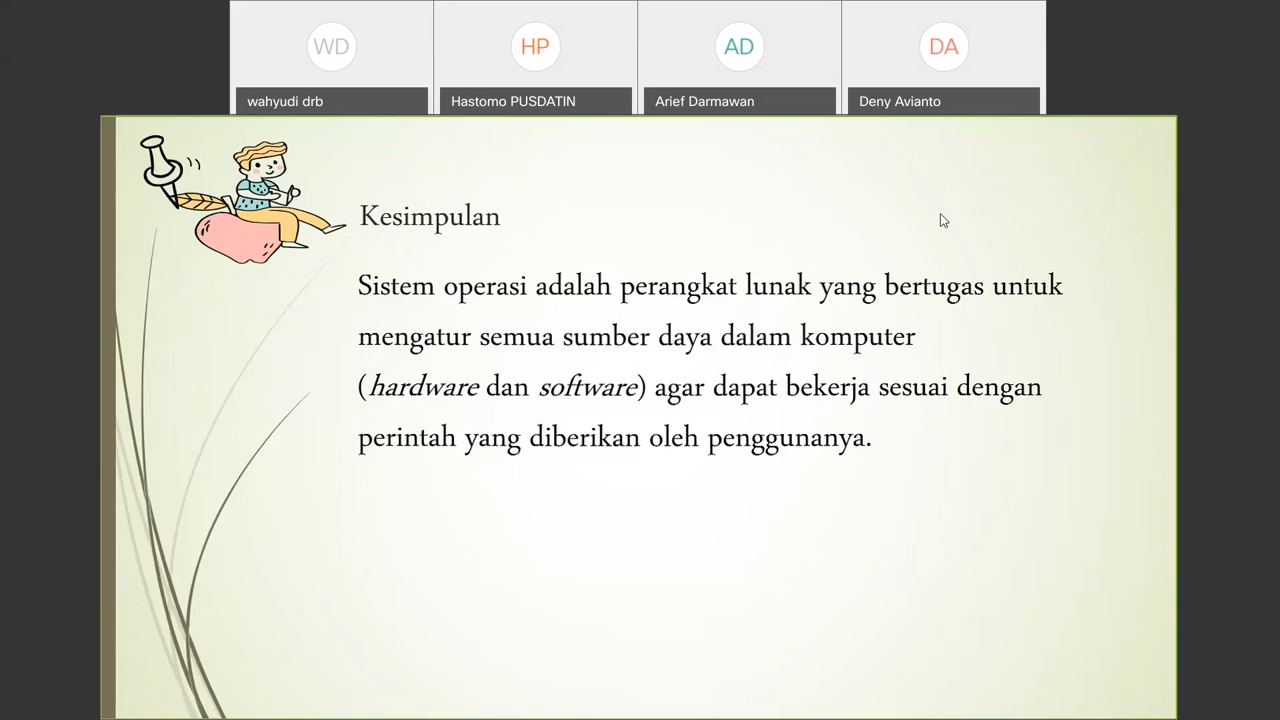 WD
HP
AD
DA
wahyudi drb
Hastomo PUSDATIN
Arief Darmawan
Deny Avianto
Kesimpulan
Sistem operasi adalah perangkat lunak yang bertugas untuk
mengatur semua sumber daya dalam komputer
(hardware dan software) agar dapat bekerja sesuai dengan
perintah yang diberikan oleh penggunanya.